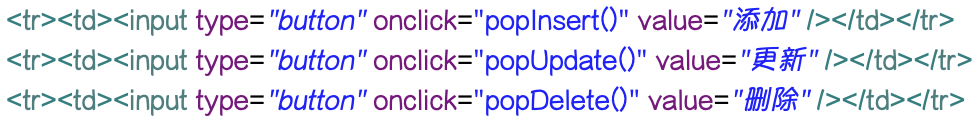 <tr><td><input type="button" onclick="popInsert()" value="添加" /></td></tr>
<tr><td><input type="button" onclick="popUpdate()" value="更新" /></td></tr>
<tr><td><input type="button" onclick="popDelete()" value="删除" /></td></tr>